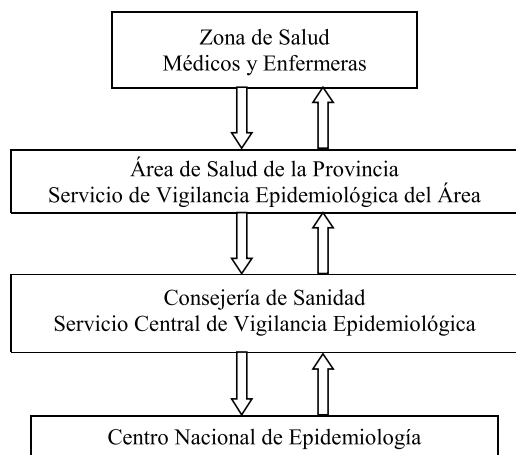 Zona de Salud
Médicos y Enfermeras
Área de Salud de la Provincia
Servicio de Vigilancia Epidemiológica del Área
Consejería de Sanidad
Servicio Central de Vigilancia Epidemiológica
Centro Nacional de Epidemiología